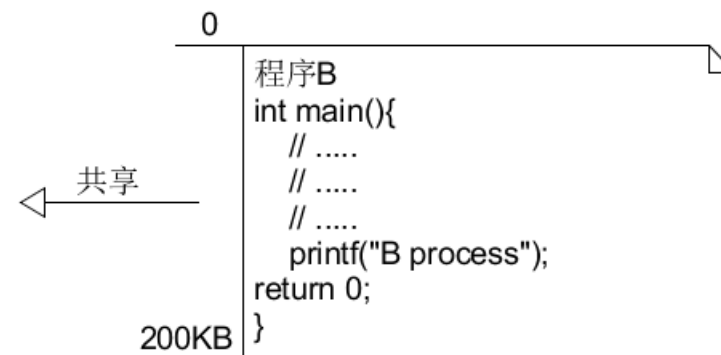 0
程序B
int main(){
// .....
// .....
共享
// .....
printf("B process");
return 0;
200KB }